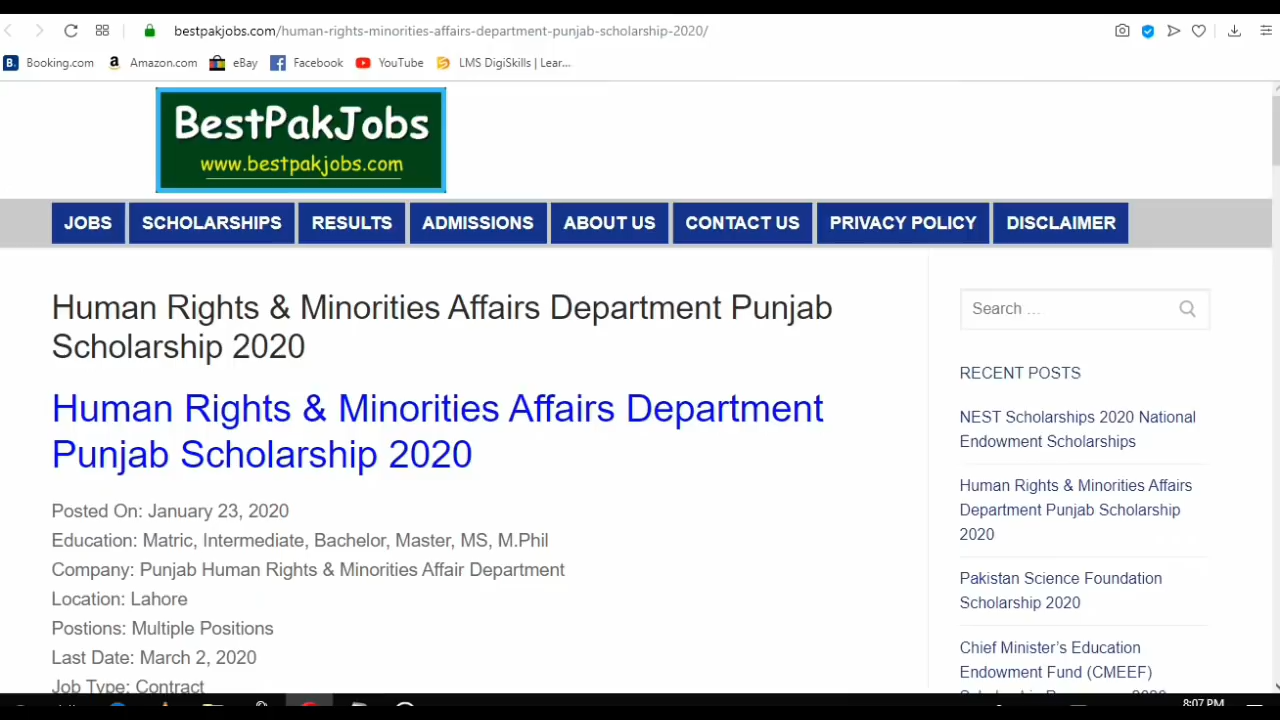 bestpakjobs.com/human-rights-minorities-affairs-department-punjab-scholarship-2020/
B. Booking.com a Amazon.com eBay Facebook YouTube LMS DigiSkills | Lear...
BestPakJobs
www.bestpakjobs.com
JOBS SCHOLARSHIPS RESULTS ADMISSIONS ABOUT US CONTACT US PRIVACY POLICY DISCLAIMER
Human Rights & Minorities Affairs Department Punjab
Scholarship 2020
Human Rights & Minorities Affairs Department
Punjab Scholarship 2020
Posted On: January 23, 2020
Education: Matric, Intermediate, Bachelor, Master, MS, M.Phil
Company: Punjab Human Rights & Minorities Affair Department
Location: Lahore
Postions: Multiple Positions
Last Date: March 2, 2020
Job Type: Contract
Search …
RECENT POSTS
NEST Scholarships 2020 National
Endowment Scholarships
Human Rights & Minorities Affairs
Department Punjab Scholarship
2020
Pakistan Science Foundation
Scholarship 2020
Chief Minister’s Education
Endowment Fund (CMEEF)
8:07 PM